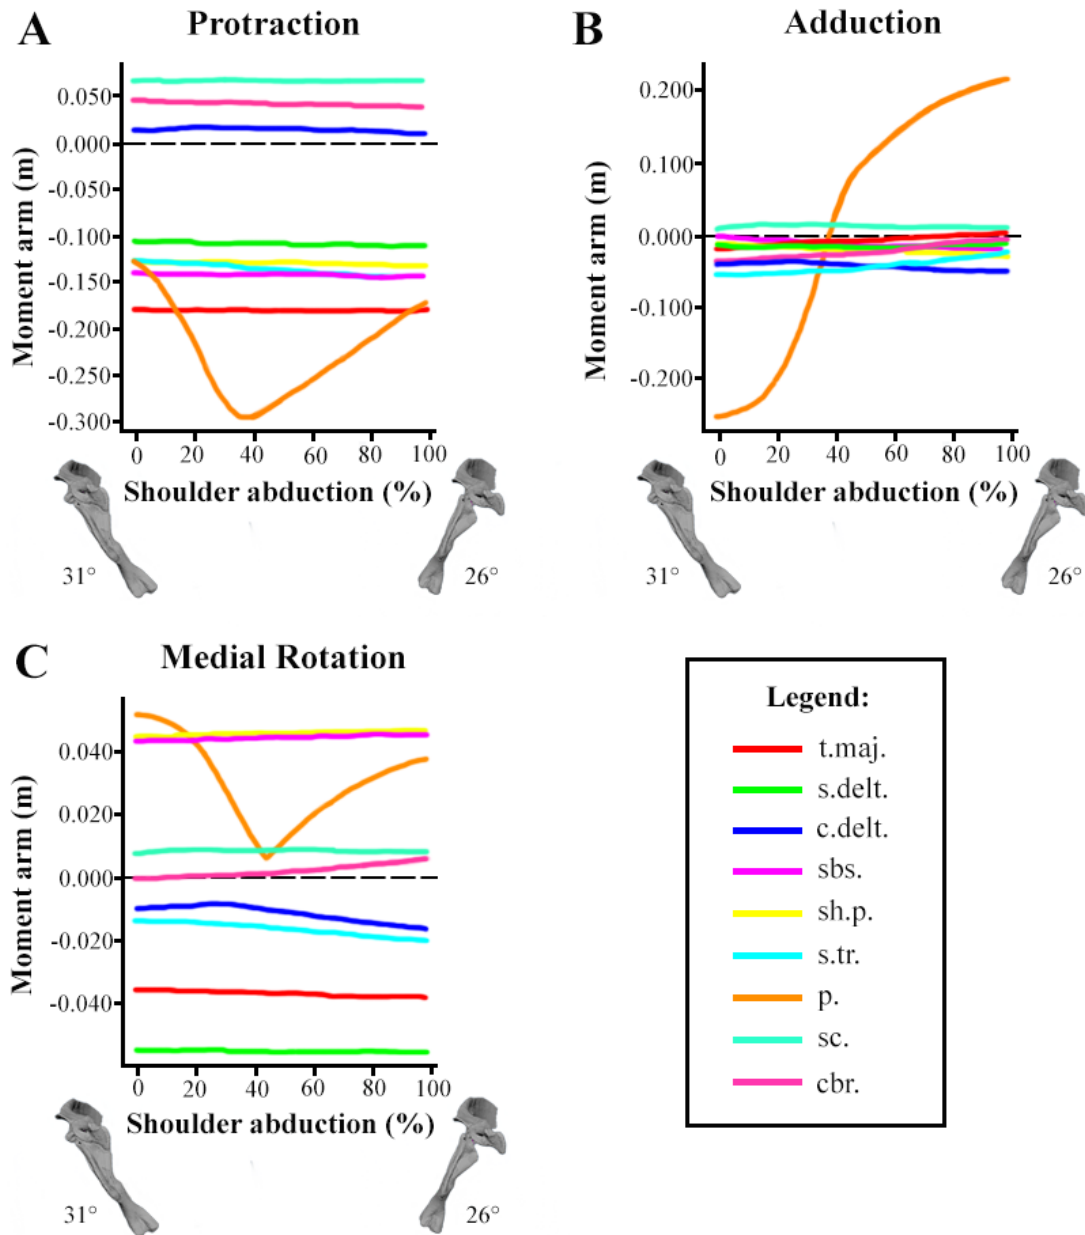 A
Protraction
Moment arm (m)
0.050
0.000
-0.050
-0.100
-0.150
-0.200
-0.250
-0.300
0 20 40 60 80 100
Shoulder abduction (%)
31°
26°
B
Adduction
Moment arm (m)
0.200
0.100
0.000
-0.100
-0.200
0 20 40 60 80 100
Shoulder abduction (%)
31°
26°
C
Medial Rotation
Moment arm (m)
0.040
0.020
0.000
-0.020
-0.040
0 20 40 60 80 100
Shoulder abduction (%)
31°
26°
Legend:
t.maj.
s.delt.
c.delt.
sbs.
sh.p.
s.tr.
p.
sc.
cbr.